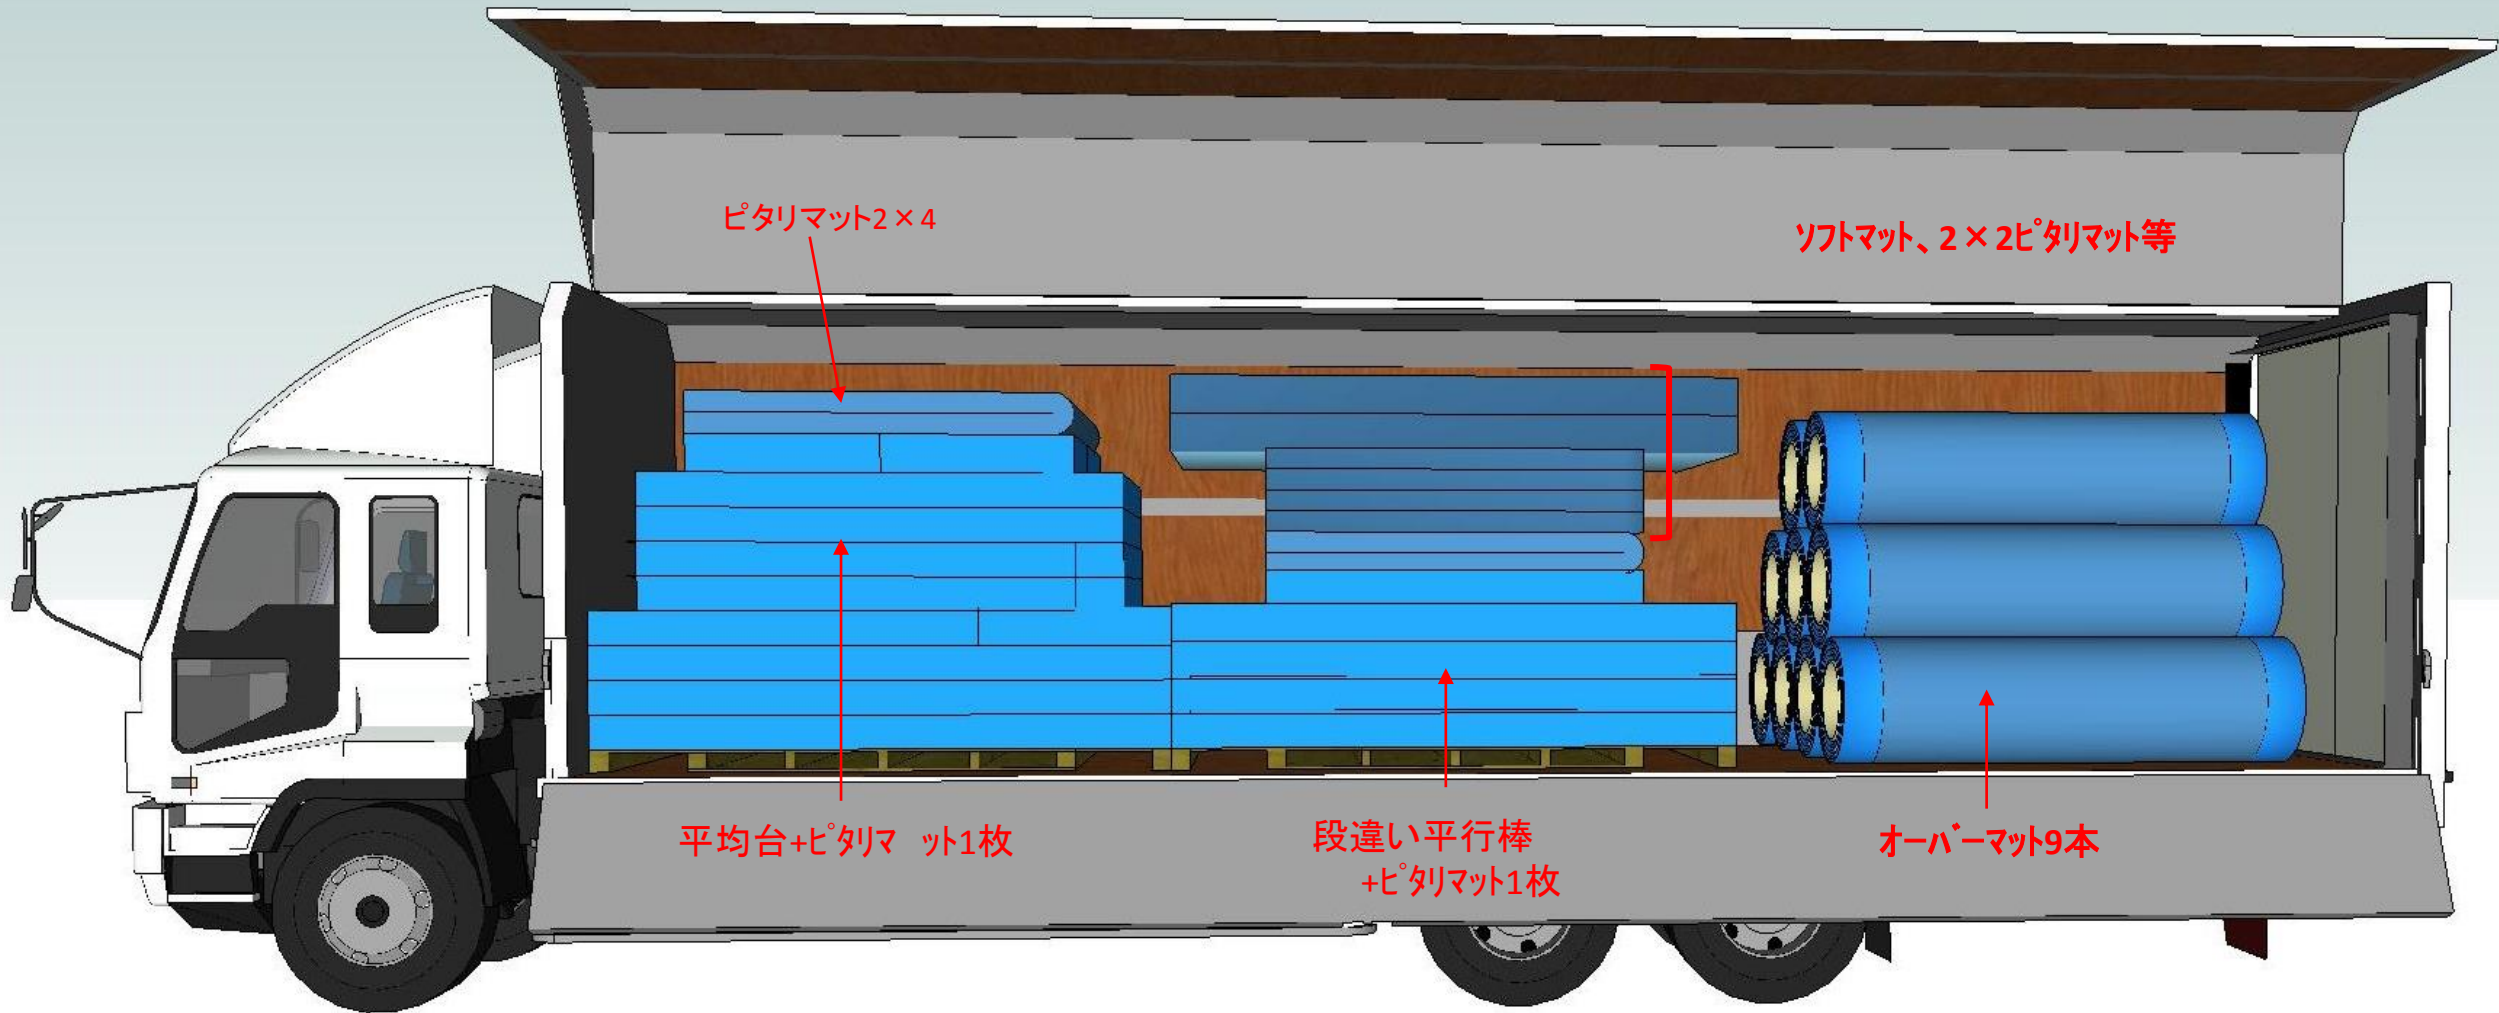 ピタリマット2×4
ソフトマット、2×2ピタリマット等
平均台+ピタリマ ット1枚
段違い平行棒
+ピタリマット1枚
オーバーマット9本